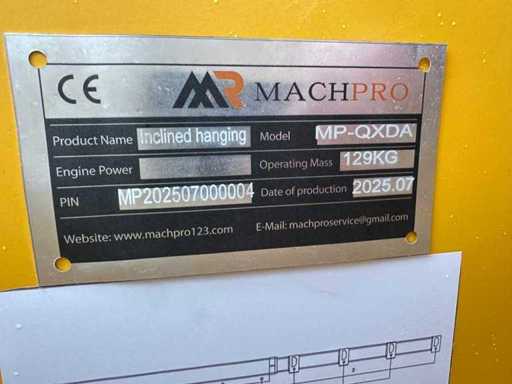 CE MR MACHPRO
Product Name Inclined hanging Model MP-QXDA
Engine Power Operating Mass 129KG
PIN MP202507000004 Date of production 2025.07
Website: www.machpro123.com E-Mail: machproservice@gmail.com